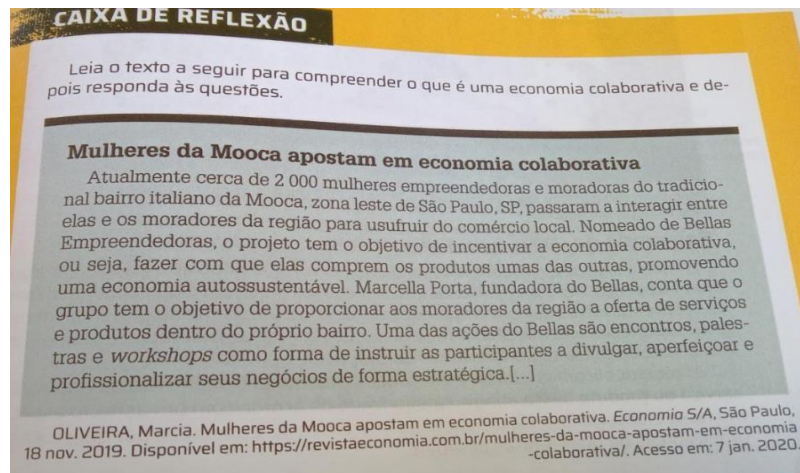 CAIXA DE REFLEXÃO
Leia o texto a seguir para compreender o que é uma economia colaborativa e de-
pois responda às questões.
Mulheres da Mooca apostam em economia colaborativa
Atualmente cerca de 2 000 mulheres empreendedoras e moradoras do tradicio-
nal bairro italiano da Mooca, zona leste de São Paulo, SP, passaram a interagir entre
elas e os moradores da região para usufruir do comércio local. Nomeado de Bellas
Empreendedoras, o projeto tem o objetivo de incentivar a economia colaborativa,
ou seja, fazer com que elas comprem os produtos umas das outras, promovendo
uma economia autossustentável. Marcella Porta, fundadora do Bellas, conta que o
grupo tem o objetivo de proporcionar aos moradores da região a oferta de serviços
e produtos dentro do próprio bairro. Uma das ações do Bellas são encontros, pales-
tras e workshops como forma de instruir as participantes a divulgar, aperfeiçoar e
profissionalizar seus negócios de forma estratégica.[...]
OLIVEIRA, Marcia. Mulheres da Mooca apostam em economia colaborativa. Economia S/A, São Paulo,
18 nov. 2019. Disponível em: https://revistaeconomia.com.br/mulheres-da-mooca-apostam-em-economia
-colaborativa/. Acesso em: 7 jan. 2020.